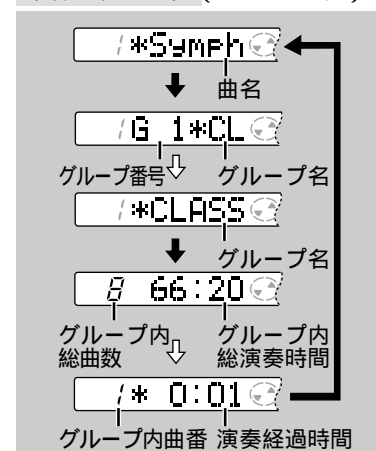 1*Symph
曲名
1G 1*CL
グループ番号 グループ名
1*CLASS
グループ名
8 66:20
グループ内 グループ内
総曲数 総演奏時間
1* 0:01
グループ内曲番 演奏経過時間